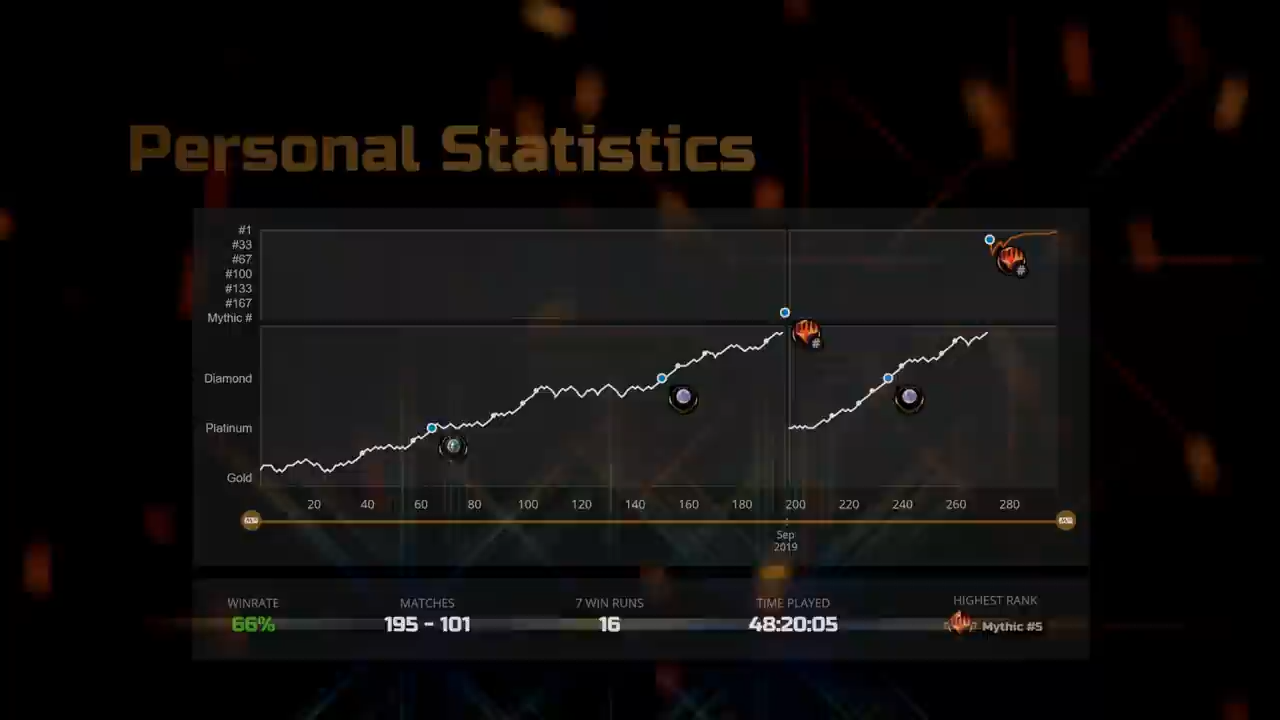 Personal Statistics
#1
#33
#67
#100
#133
#167
Mythic #
Diamond
Platinum
Gold
20 40 60 80 100 120 140 160 180 200 220 240 260 280
Sep
2019
WINRATE MATCHES 7 WIN RUNS TIME PLAYED HIGHEST RANK
66% 195 - 101 16 48:20:05 Mythic #5